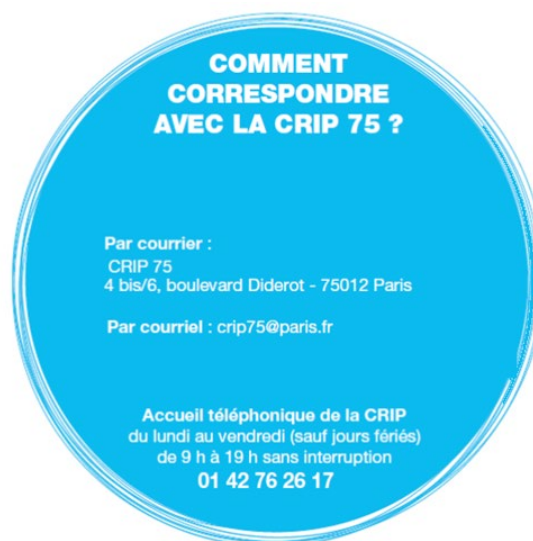 COMMENT
CORRESPONDRE
AVEC LA CRIP 75 ?
Par courrier :
CRIP 75
4 bis/6, boulevard Diderot - 75012 Paris
Par courriel : crip75@paris.fr
Accueil téléphonique de la CRIP
du lundi au vendredi (sauf jours fériés)
de 9 h à 19 h sans interruption
01 42 76 26 17